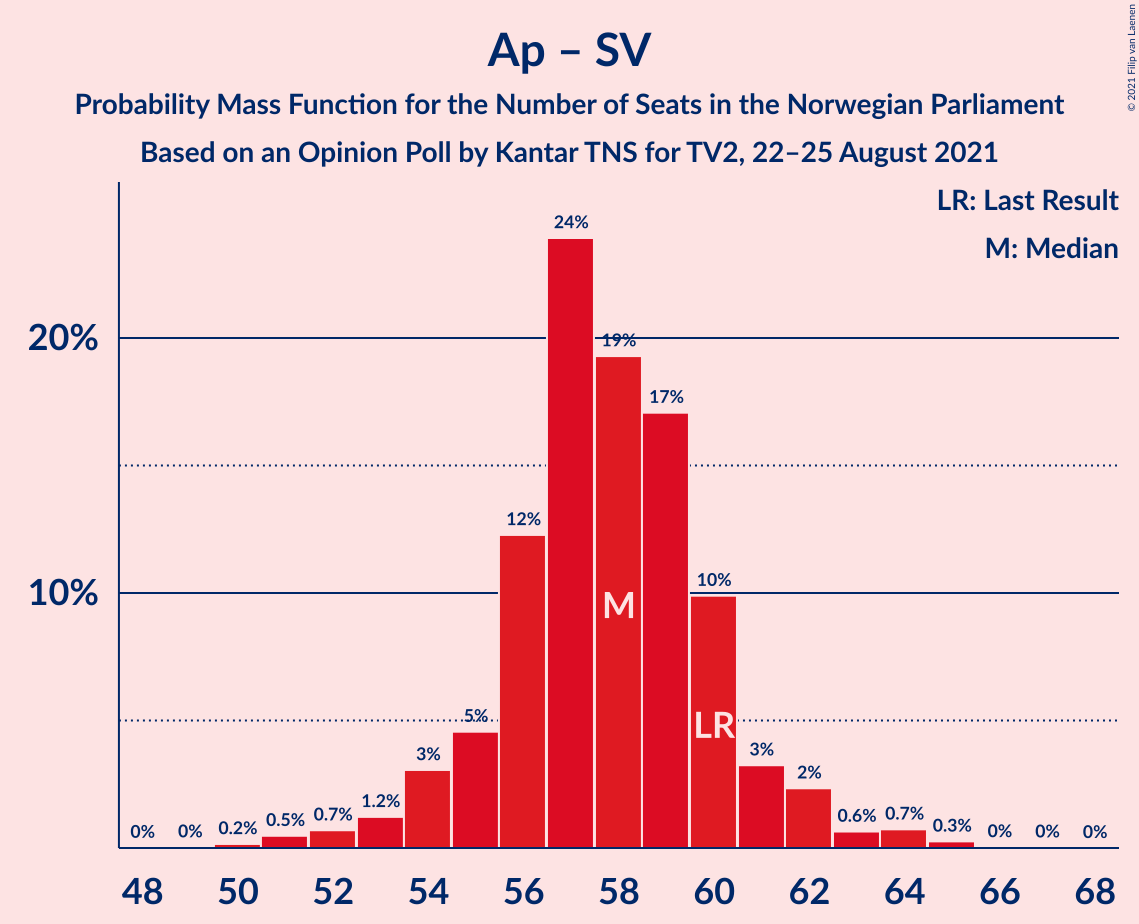 Ap – SV
Probability Mass Function for the Number of Seats in the Norwegian Parliament
Based on an Opinion Poll by Kantar TNS for TV2, 22–25 August 2021
© 2021 Filip van Laenen
LR: Last Result
M: Median
20%
10%
0%
0%
0.2%
0.5%
0.7%
1.2%
3%
5%
12%
24%
19%
17%
10%
3%
2%
0.6%
0.7%
0.3%
0%
0%
0%
M
LR
48 50 52 54 56 58 60 62 64 66 68